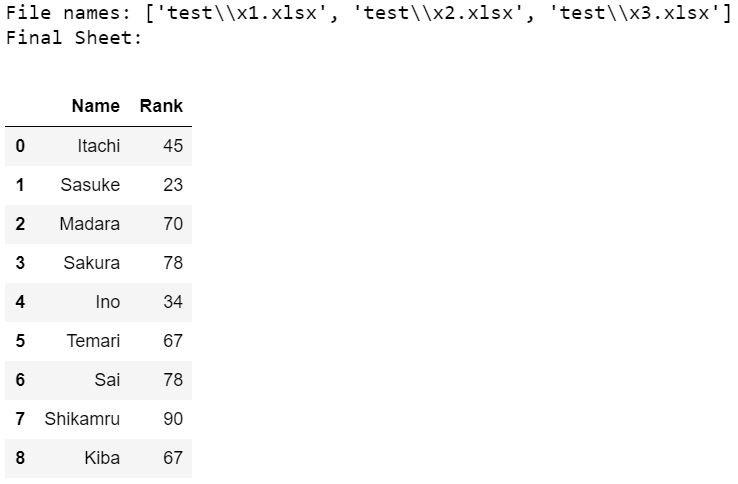 File names: ['test\\x1.xlsx', 'test\\x2.xlsx', 'test\\x3.xlsx']
Final Sheet:
Name Rank
0 Itachi 45
1 Sasuke 23
2 Madara 70
3 Sakura 78
4 Ino 34
5 Temari 67
6 Sai 78
7 Shikamru 90
8 Kiba 67